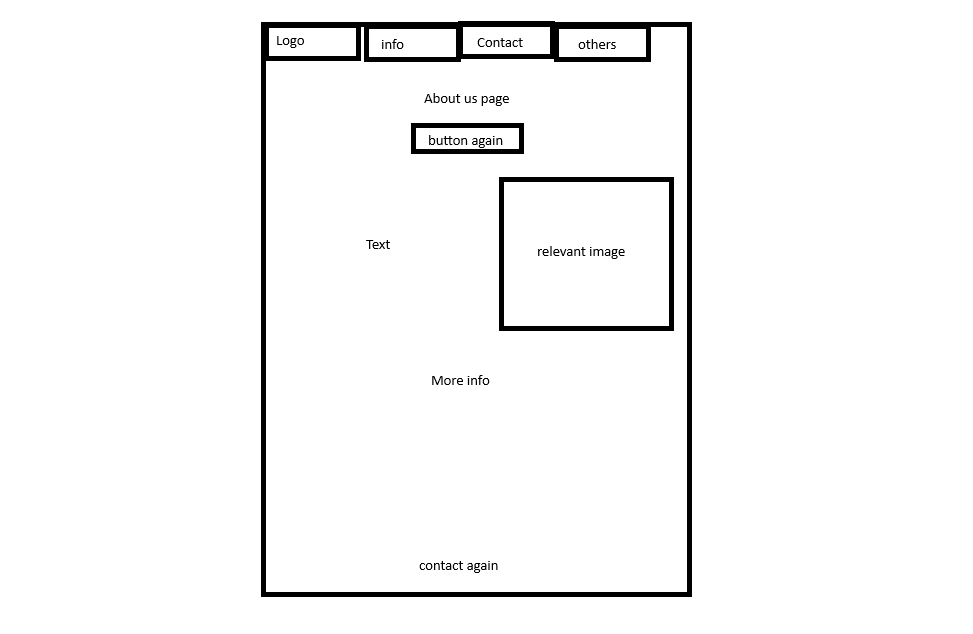 Logo
info
Contact
others
About us page
button again
Text
relevant image
More info
contact again